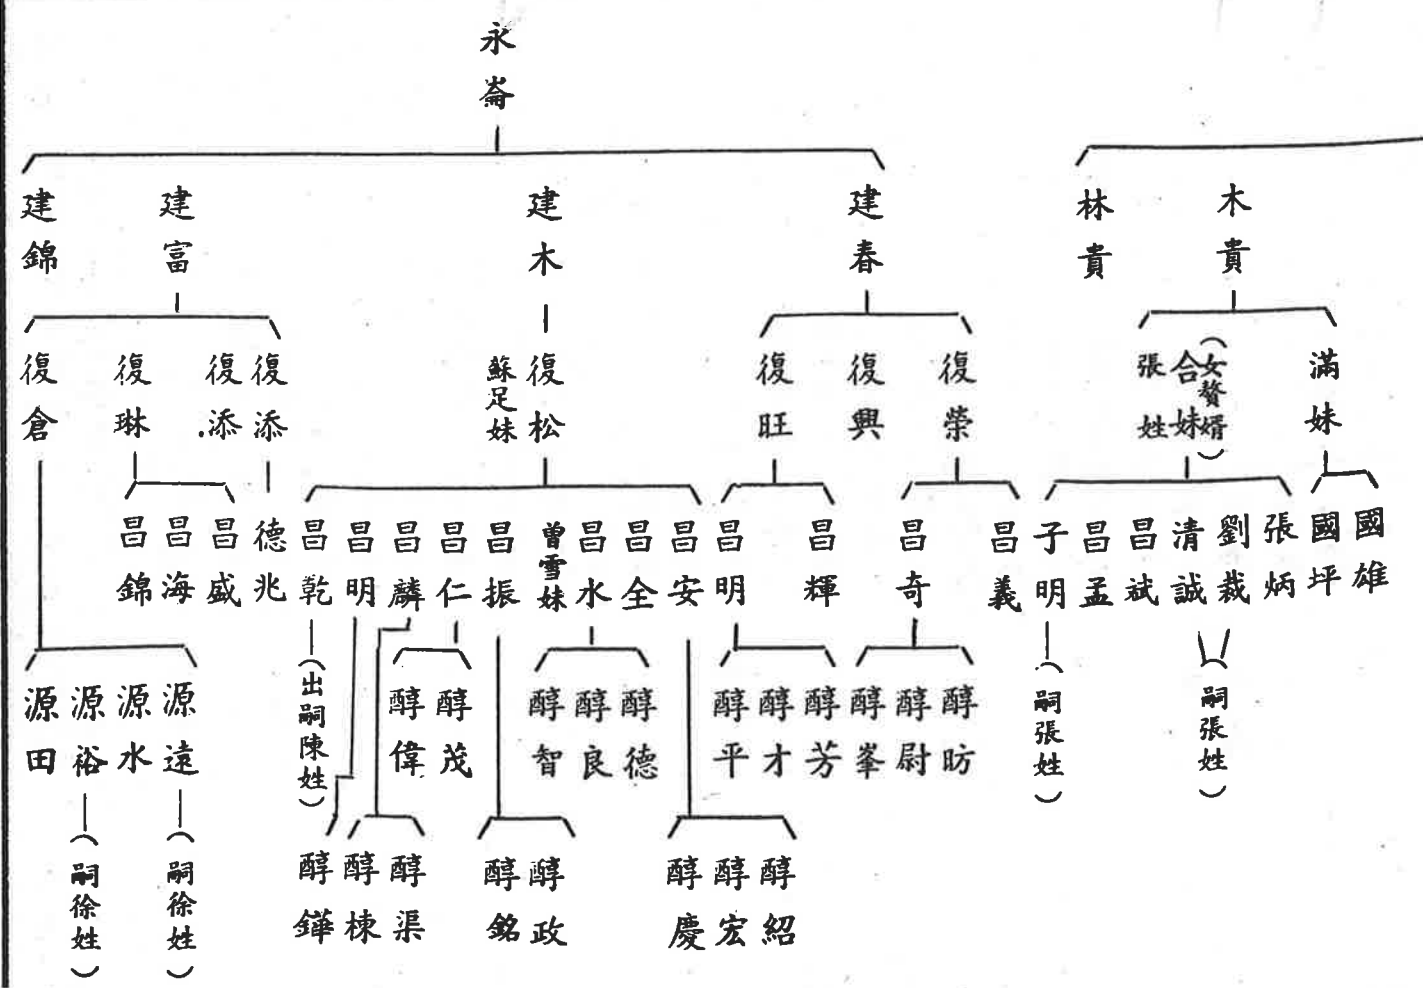 永崙
建春
建木
建富
建錦
木貴
林貴
滿妹
(女贅婿)
合妹
張姓
復榮
復興
復旺
復松
蘇足妹
復添
復添
復琳
復倉
國雄
國坪
張炳
劉裁
清誠
昌斌
昌孟
子明
昌義
昌奇
昌輝
昌明
昌安
昌全
昌水
曾雪妹
昌振
昌仁
昌麟
昌明
昌乾
德兆
昌盛
昌海
昌錦
(嗣張姓)
(嗣張姓)
醇昉
醇尉
醇峯
醇芳
醇才
醇平
醇德
醇良
醇智
醇茂
醇偉
(出嗣陳姓)
源遠
源水
源裕
源田
醇紹
醇宏
醇慶
醇政
醇銘
醇渠
醇棟
醇鏵
(嗣徐姓)
(嗣徐姓)